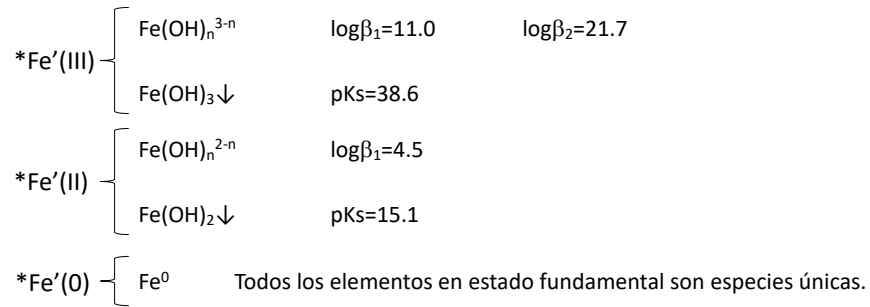 *Fe'(III)
Fe(OH)ₙ³⁻ⁿ logβ₁=11.0 logβ₂=21.7
Fe(OH)₃↓ pKs=38.6
*Fe'(II)
Fe(OH)ₙ²⁻ⁿ logβ₁=4.5
Fe(OH)₂↓ pKs=15.1
*Fe'(0) Fe⁰ Todos los elementos en estado fundamental son especies únicas.